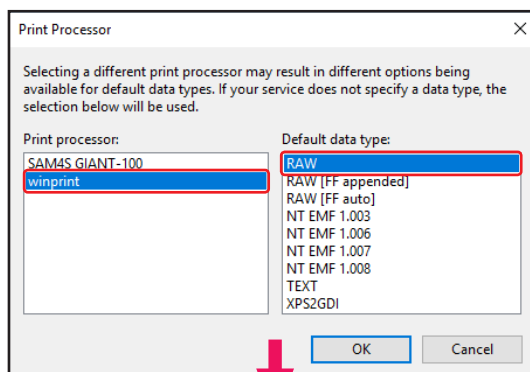 Print Processor
Selecting a different print processor may result in different options being
available for default data types. If your service does not specify a data type, the
selection below will be used.
Print processor:
SAM4S GIANT-100
winprint
Default data type:
RAW
RAW [FF appended]
RAW [FF auto]
NT EMF 1.003
NT EMF 1.006
NT EMF 1.007
NT EMF 1.008
TEXT
XPS2GDI
OK
Cancel